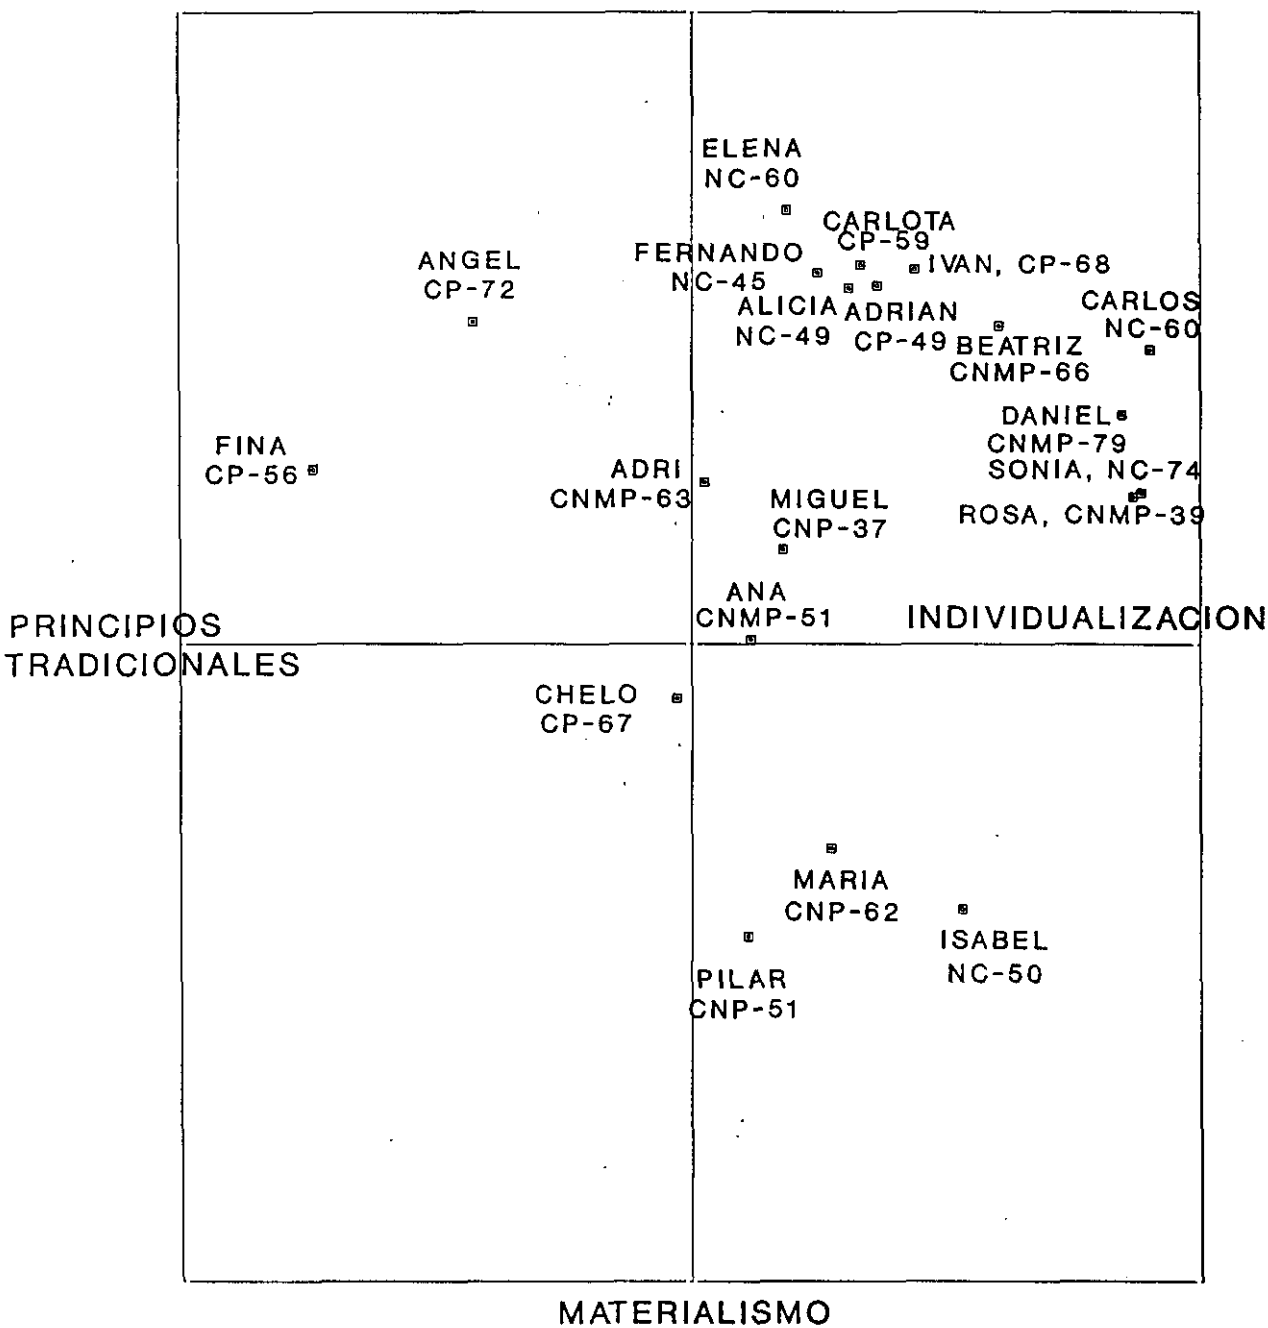 ELENA
NC-60
CARLOTA
CP-59
FERNANDO
NC-45
IVAN, CP-68
ANGEL
CP-72
ALICIA
NC-49
ADRIAN
CP-49
CARLOS
NC-60
BEATRIZ
CNMP-66
DANIEL
CNMP-79
FINA
CP-56
ADRI
CNMP-63
SONIA, NC-74
ROSA, CNMP-39
MIGUEL
CNP-37
ANA
CNMP-51
PRINCIPIOS
TRADICIONALES
INDIVIDUALIZACION
CHELO
CP-67
MARIA
CNP-62
ISABEL
NC-50
PILAR
CNP-51
MATERIALISMO